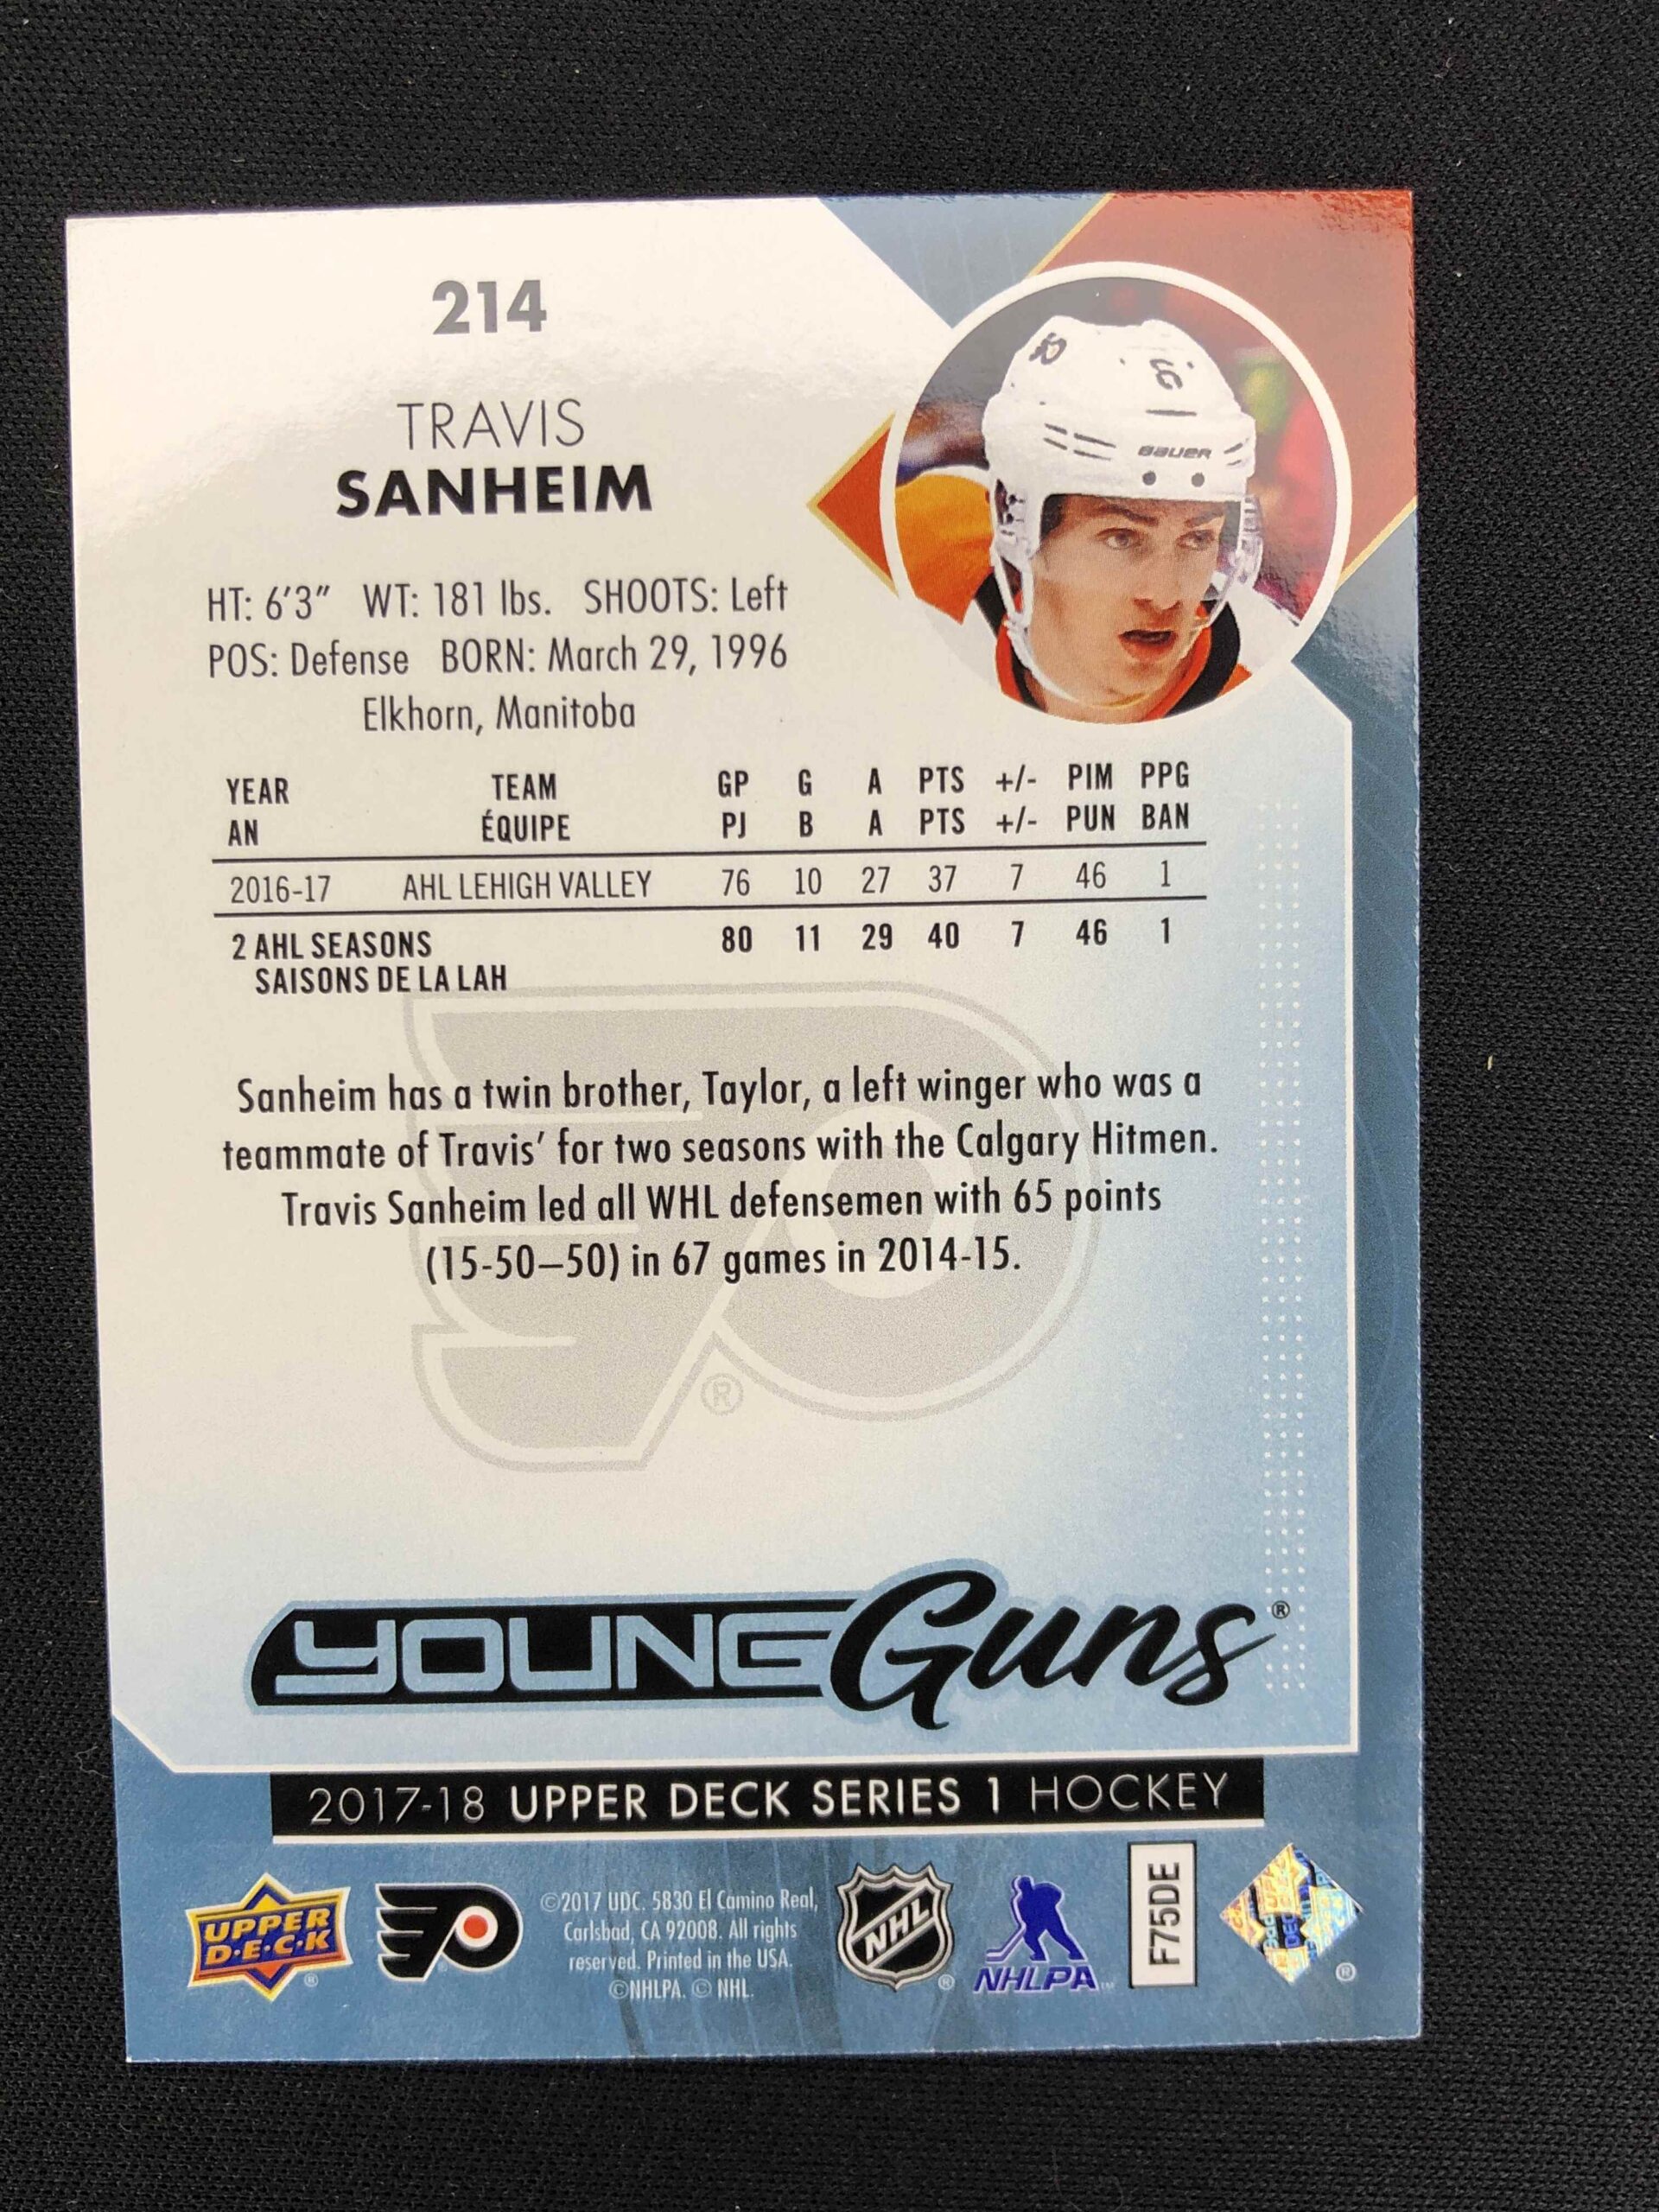 214
TRAVIS
SANHEIM
BAUER
HT: 6'3" WT: 181 lbs. SHOOTS: Left
POS: Defense BORN: March 29, 1996
Elkhorn, Manitoba
YEAR TEAM GP G A PTS +/- PIM PPG
AN ÉQUIPE PJ B A PTS +/- PUN BAN
2016-17 AHL LEHIGH VALLEY 76 10 27 37 7 46 1
2 AHL SEASONS 80 11 29 40 7 46 1
SAISONS DE LA LAH
Sanheim has a twin brother, Taylor, a left winger who was a
teammate of Travis' for two seasons with the Calgary Hitmen.
Travis Sanheim led all WHL defensemen with 65 points
(15-50–50) in 67 games in 2014-15.
®
YOUNG Guns®
2017-18 UPPER DECK SERIES 1 HOCKEY
UPPER
D•E•C•K
®
©2017 UDC. 5830 El Camino Real,
Carlsbad, CA 92008. All rights
reserved. Printed in the USA.
©NHLPA. © NHL.
NHL
®
NHLPA™
F75DE
®